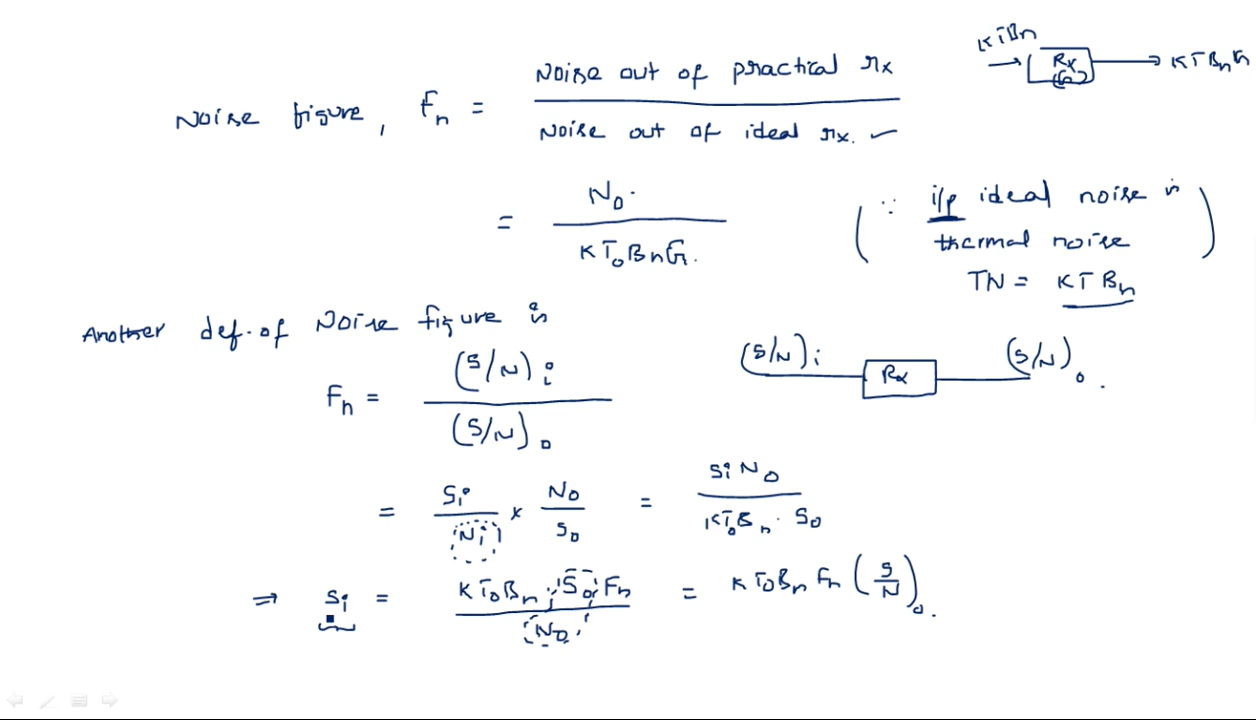 KTBn
Rx
(G)
KTBnG
Noise figure, Fn = Noise out of practical rx / Noise out of ideal rx.
= No. / KToBnG.
(∵ i/p ideal noise is
thermal noise
TN = KTBn)
Another def. of Noise figure is
Fn = (S/N)i / (S/N)o
(S/N)i Rx (S/N)o.
= Si/Ni × No/So = SiNo / KToBn · So
⇒ Si = KToBn · So Fn / No = KToBn Fn (S/N)o.